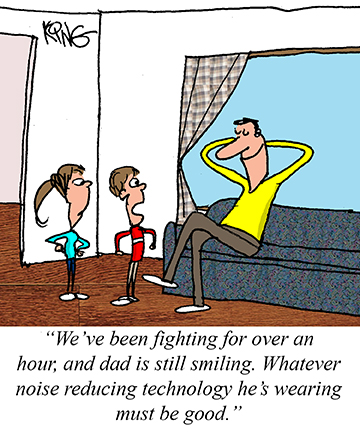 KING
“We’ve been fighting for over an
hour, and dad is still smiling. Whatever
noise reducing technology he’s wearing
must be good.”